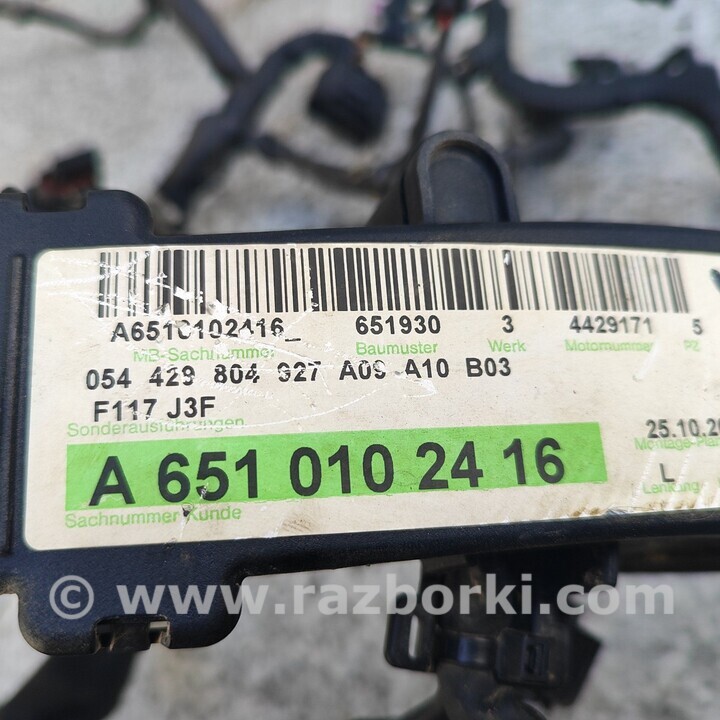 A6510102416_ 651930 3 4429171 5
MB-Sachnummer Baumuster Werk Motornummer PZ
054 429 804 927 A09 A10 B03
F117 J3F 25.10.20
Sonderausführungen
A 651 010 24 16 L
Sachnummer Kunde Lenkung
© www.razborki.com